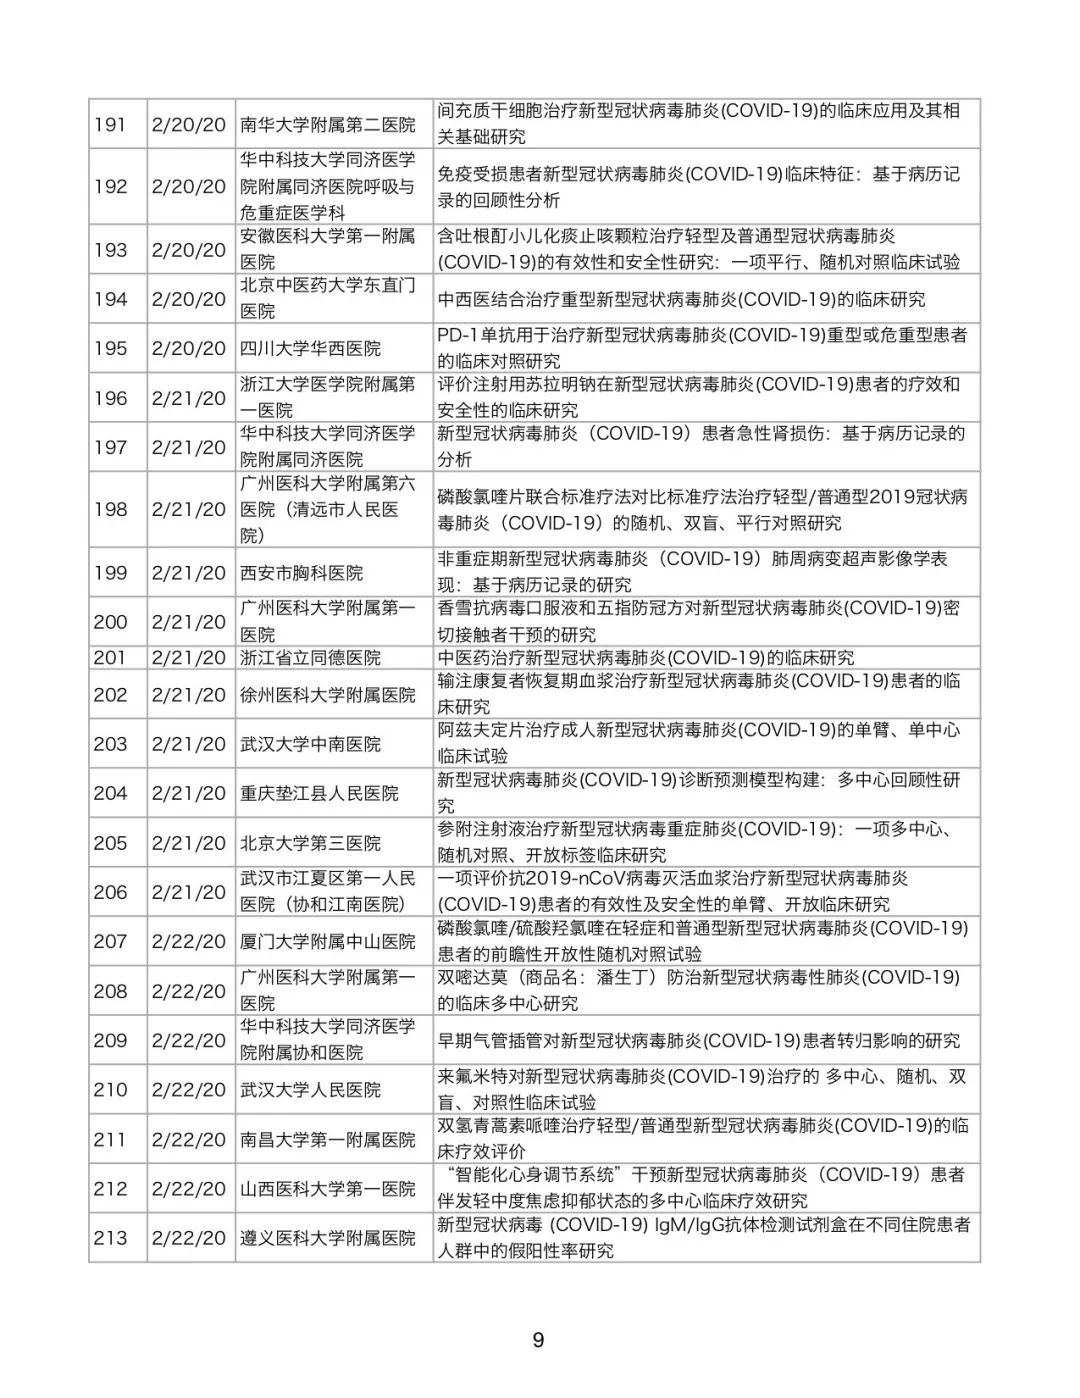 191 2/20/20 南华大学附属第二医院 间充质干细胞治疗新型冠状病毒肺炎(COVID-19)的临床应用及其相
关基础研究
192 2/20/20 华中科技大学同济医学
院附属同济医院呼吸与
危重症医学科 免疫受损患者新型冠状病毒肺炎(COVID-19)临床特征：基于病历记
录的回顾性分析
193 2/20/20 安徽医科大学第一附属
医院 含吐根酊小儿化痰止咳颗粒治疗轻型及普通型冠状病毒肺炎
(COVID-19)的有效性和安全性研究：一项平行、随机对照临床试验
194 2/20/20 北京中医药大学东直门
医院 中西医结合治疗重型新型冠状病毒肺炎(COVID-19)的临床研究
195 2/20/20 四川大学华西医院 PD-1单抗用于治疗新型冠状病毒肺炎(COVID-19)重型或危重型患者
的临床对照研究
196 2/21/20 浙江大学医学院附属第
一医院 评价注射用苏拉明钠在新型冠状病毒肺炎(COVID-19)患者的疗效和
安全性的临床研究
197 2/21/20 华中科技大学同济医学
院附属同济医院 新型冠状病毒肺炎（COVID-19）患者急性肾损伤：基于病历记录的
分析
198 2/21/20 广州医科大学附属第六
医院（清远市人民医
院） 磷酸氯喹片联合标准疗法对比标准疗法治疗轻型/普通型2019冠状病
毒肺炎（COVID-19）的随机、双盲、平行对照研究
199 2/21/20 西安市胸科医院 非重症期新型冠状病毒肺炎（COVID-19）肺周病变超声影像学表
现：基于病历记录的研究
200 2/21/20 广州医科大学附属第一
医院 香雪抗病毒口服液和五指防冠方对新型冠状病毒肺炎(COVID-19)密
切接触者干预的研究
201 2/21/20 浙江省立同德医院 中医药治疗新型冠状病毒肺炎(COVID-19)的临床研究
202 2/21/20 徐州医科大学附属医院 输注康复者恢复期血浆治疗新型冠状病毒肺炎(COVID-19)患者的临
床研究
203 2/21/20 武汉大学中南医院 阿兹夫定片治疗成人新型冠状病毒肺炎(COVID-19)的单臂、单中心
临床试验
204 2/21/20 重庆垫江县人民医院 新型冠状病毒肺炎(COVID-19)诊断预测模型构建：多中心回顾性研
究
205 2/21/20 北京大学第三医院 参附注射液治疗新型冠状病毒重症肺炎(COVID-19)：一项多中心、
随机对照、开放标签临床研究
206 2/21/20 武汉市江夏区第一人民
医院（协和江南医院） 一项评价抗2019-nCoV病毒灭活血浆治疗新型冠状病毒肺炎
(COVID-19)患者的有效性及安全性的单臂、开放临床研究
207 2/22/20 厦门大学附属中山医院 磷酸氯喹/硫酸羟氯喹在轻症和普通型新型冠状病毒肺炎(COVID-19)
患者的前瞻性开放性随机对照试验
208 2/22/20 广州医科大学附属第一
医院 双嘧达莫（商品名：潘生丁）防治新型冠状病毒性肺炎(COVID-19)
的临床多中心研究
209 2/22/20 华中科技大学同济医学
院附属协和医院 早期气管插管对新型冠状病毒肺炎(COVID-19)患者转归影响的研究
210 2/22/20 武汉大学人民医院 来氟米特对新型冠状病毒肺炎(COVID-19)治疗的 多中心、随机、双
盲、对照性临床试验
211 2/22/20 南昌大学第一附属医院 双氢青蒿素哌喹治疗轻型/普通型新型冠状病毒肺炎(COVID-19)的临
床疗效评价
212 2/22/20 山西医科大学第一医院 “智能化心身调节系统”干预新型冠状病毒肺炎（COVID-19）患者
伴发轻中度焦虑抑郁状态的多中心临床疗效研究
213 2/22/20 遵义医科大学附属医院 新型冠状病毒 (COVID-19) IgM/IgG抗体检测试剂盒在不同住院患者
人群中的假阳性率研究
9